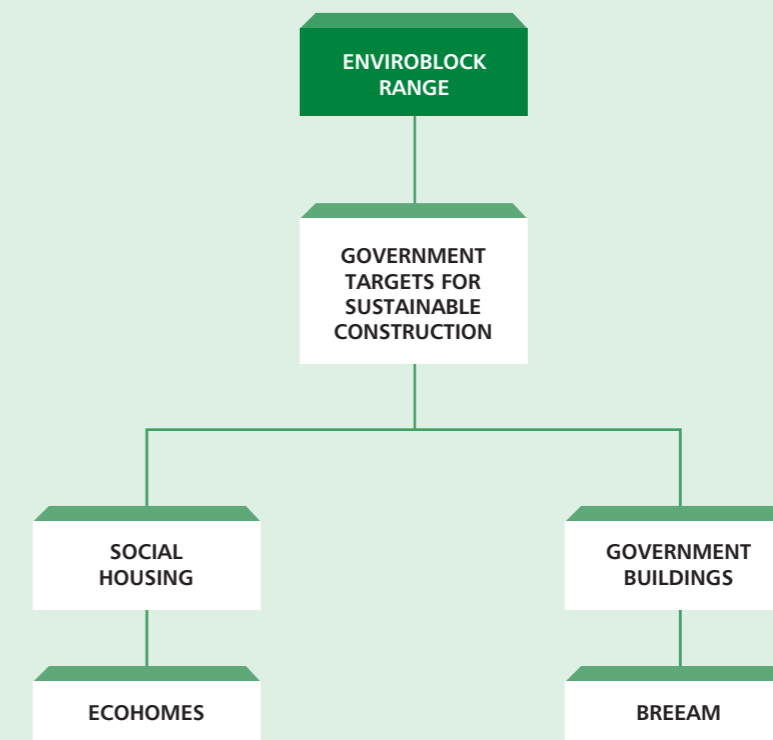 ENVIROBLOCK
RANGE
GOVERNMENT
TARGETS FOR
SUSTAINABLE
CONSTRUCTION
SOCIAL
HOUSING
GOVERNMENT
BUILDINGS
ECOHOMES
BREEAM